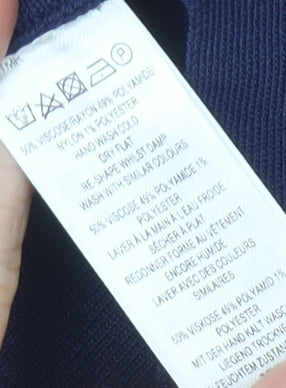 P
50% VISCOSE/RAYON 49% POLYAMIDE/
NYLON 1% POLYESTER
HAND WASH COLD
DRY FLAT
RE-SHAPE WHILST DAMP
WASH WITH SIMILAR COLOURS
50% VISCOSE 49% POLYAMIDE 1%
POLYESTER
LAVER A LA MAIN A L'EAU FROIDE
SÉCHER À PLAT
REDONNER FORME AU VÊTEMENT
ENCORE HUMIDE
LAVER AVEC DES COULEURS
SIMILAIRES
50% VISKOSE 49% POLYAMID 1%
POLYESTER
MIT DER HAND KALT
LIEGEND